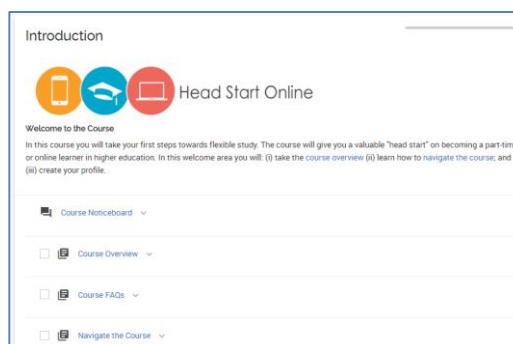 Introduction
Head Start Online
Welcome to the Course
In this course you will take your first steps towards flexible study. The course will give you a valuable "head start" on becoming a part-tim
or online learner in higher education. In this welcome area you will: (i) take the course overview (ii) learn how to navigate the course; and
(iii) create your profile.
Course Noticeboard
Course Overview
Course FAQs
Navigate the Course